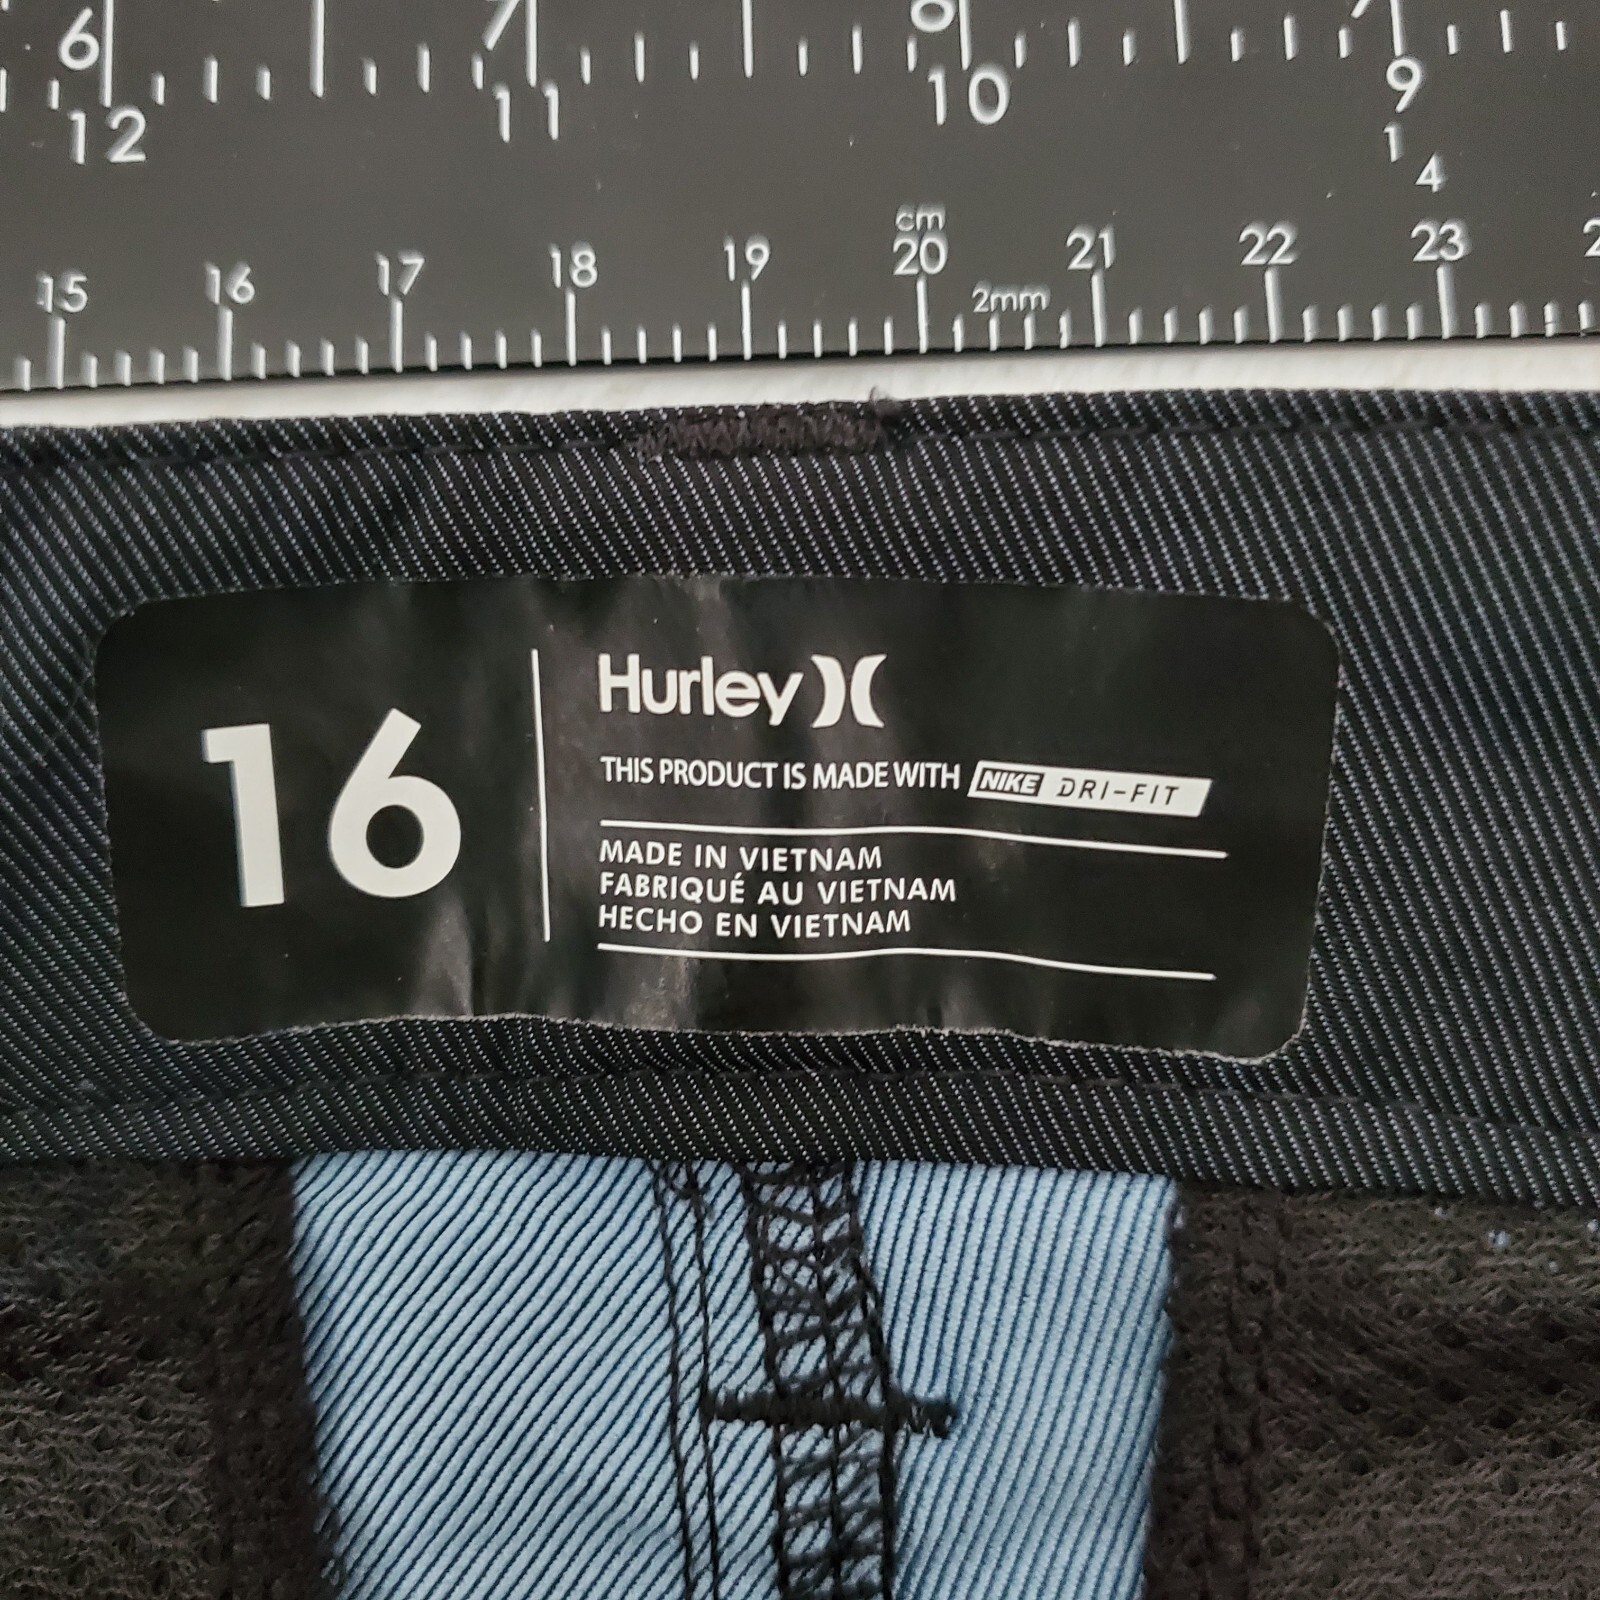 6 7 8 7
12 11 10 9
1
4
cm
15 16 17 18 19 20 21 22 23
2mm
16
Hurley
THIS PRODUCT IS MADE WITH NIKE DRI-FIT
MADE IN VIETNAM
FABRIQUÉ AU VIETNAM
HECHO EN VIETNAM